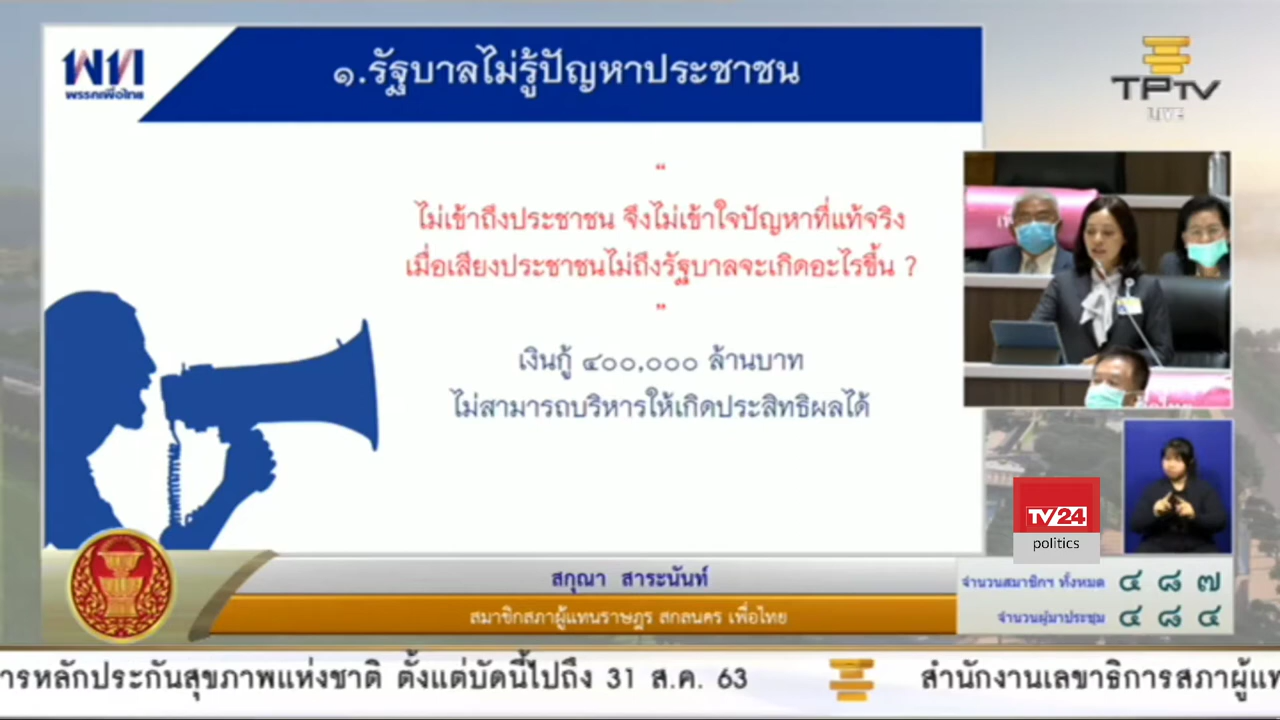 พท
พรรคเพื่อไทย
๑.รัฐบาลไม่รู้ปัญหาประชาชน
TPTV
LIVE
“
ไม่เข้าถึงประชาชน จึงไม่เข้าใจปัญหาที่แท้จริง
เมื่อเสียงประชาชนไม่ถึงรัฐบาลจะเกิดอะไรขึ้น ?
”
เงินกู้ ๔๐๐,๐๐๐ ล้านบาท
ไม่สามารถบริหารให้เกิดประสิทธิผลได้
TV/24
politics
สกุณา สาระนันท์
สมาชิกสภาผู้แทนราษฎร สกลนคร เพื่อไทย
จำนวนสมาชิกฯ ทั้งหมด ๔ ๘ ๗
จำนวนผู้มาประชุม ๔ ๘ ๔
ารหลักประกันสุขภาพแห่งชาติ ตั้งแต่บัดนี้ไปถึง 31 ส.ค. 63 สำนักงานเลขาธิการสภาผู้แท